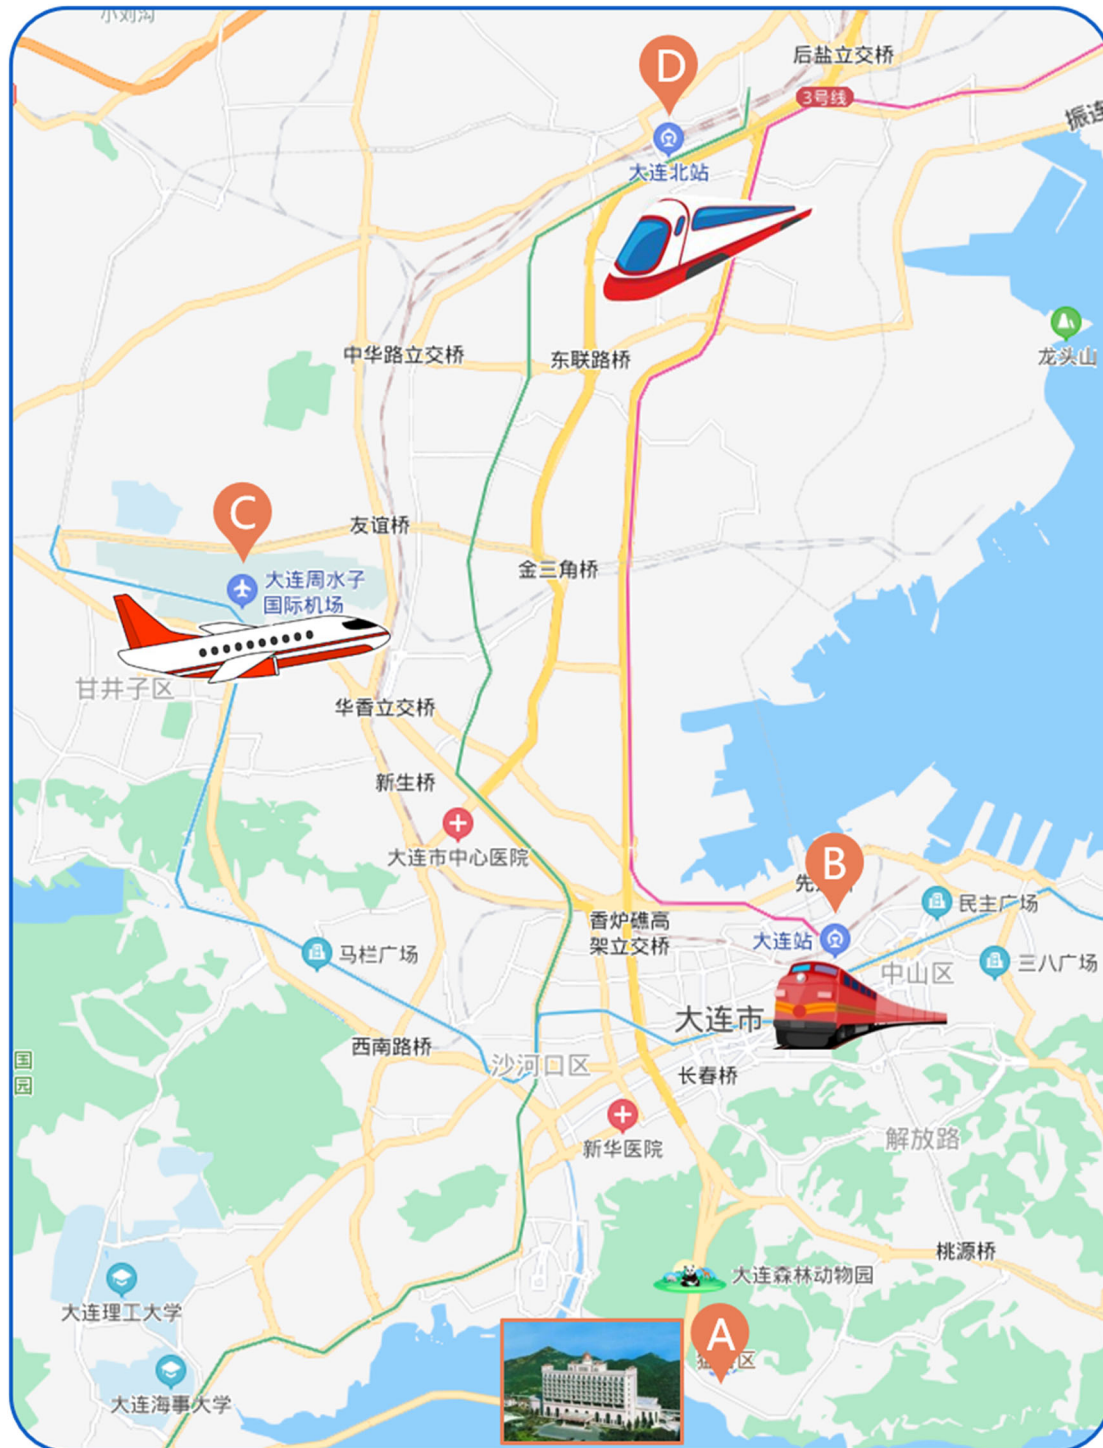 小刘沟
后盐立交桥
D
3号线
振连
大连北站
龙头山
中华路立交桥
东联路桥
C
友谊桥
金三角桥
大连周水子
国际机场
甘井子区
华香立交桥
新生桥
大连市中心医院
B
民主广场
香炉礁高
架立交桥
大连站
马栏广场
中山区
三八广场
大连市
西南路桥
国
园
沙河口区
长春桥
新华医院
解放路
桃源桥
大连森林动物园
大连理工大学
A
区
大连海事大学